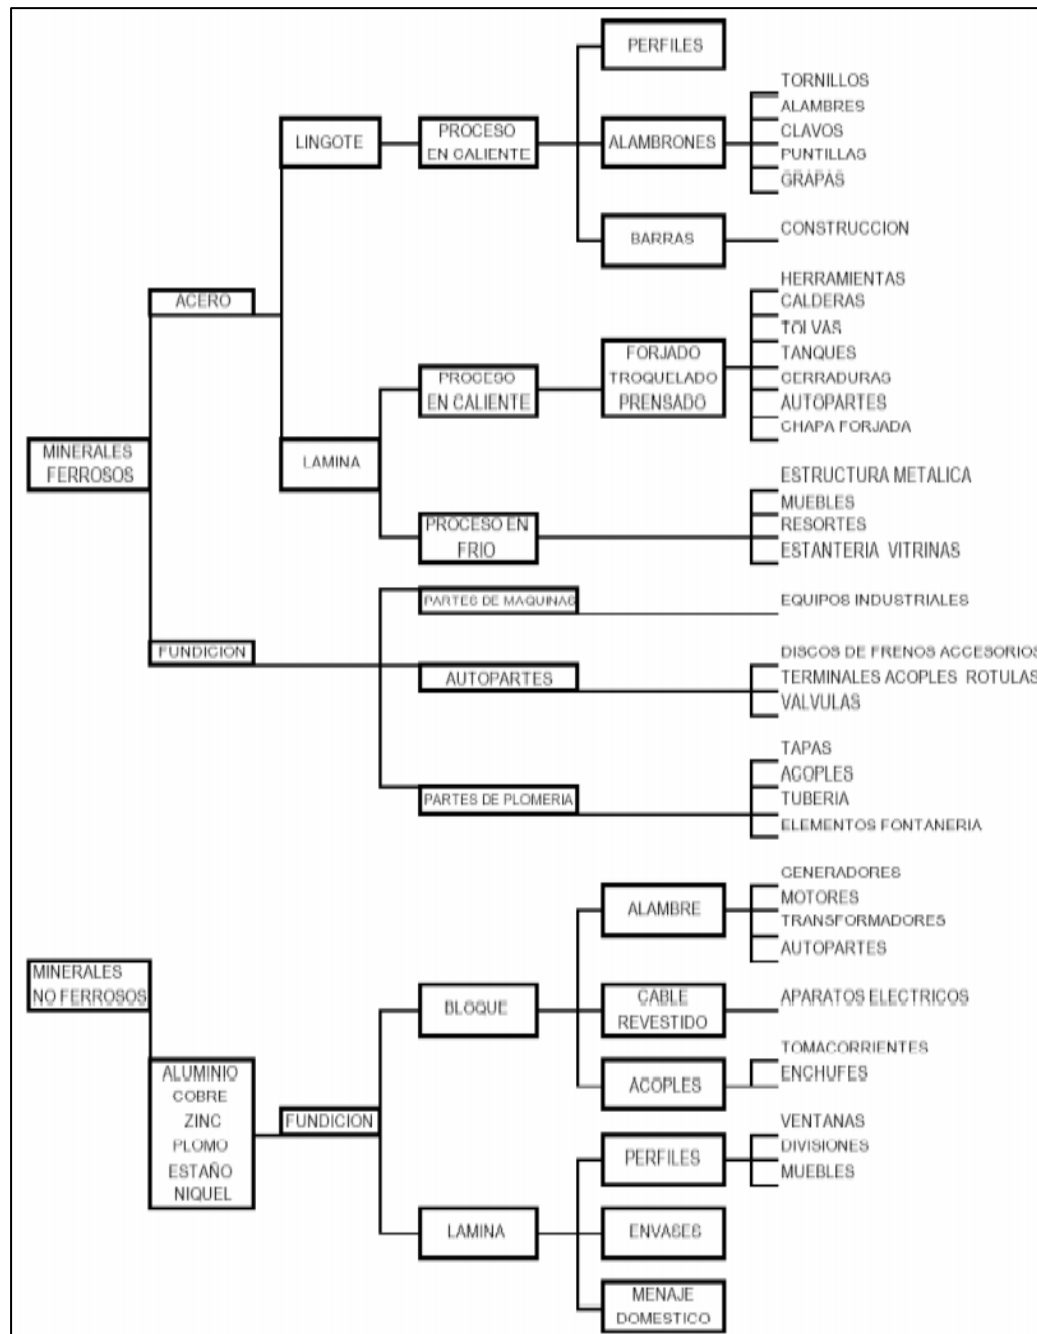 PERFILES
TORNILLOS
ALAMBRES
CLAVOS
PUNTILLAS
GRAPAS
LINGOTE
PROCESO
EN CALIENTE
ALAMBRONES
BARRAS
CONSTRUCCION
ACERO
HERRAMIENTAS
CALDERAS
TOLVAS
TANQUES
CERRADURAS
AUTOPARTES
CHAPA FORJADA
FORJADO
TROQUELADO
PRENSADO
PROCESO
EN CALIENTE
MINERALES
FERROSOS
LAMINA
PROCESO EN
FRIO
ESTRUCTURA METALICA
MUEBLES
RESORTES
ESTANTERIA VITRINAS
PARTES DE MAQUINAS
EQUIPOS INDUSTRIALES
FUNDICION
AUTOPARTES
DISCOS DE FRENOS ACCESORIOS
TERMINALES ACOPLES ROTULAS
VALVULAS
PARTES DE PLOMERIA
TAPAS
ACOPLES
TUBERIA
ELEMENTOS FONTANERIA
ALAMBRE
GENERADORES
MOTORES
TRANSFORMADORES
AUTOPARTES
MINERALES
NO FERROSOS
BLOQUE
CABLE
REVESTIDO
APARATOS ELECTRICOS
ACOPLES
TOMACORRIENTES
ENCHUFES
ALUMINIO
COBRE
ZINC
PLOMO
ESTAÑO
NIQUEL
FUNDICION
PERFILES
VENTANAS
DIVISIONES
MUEBLES
LAMINA
ENVASES
MENAJE
DOMESTICO